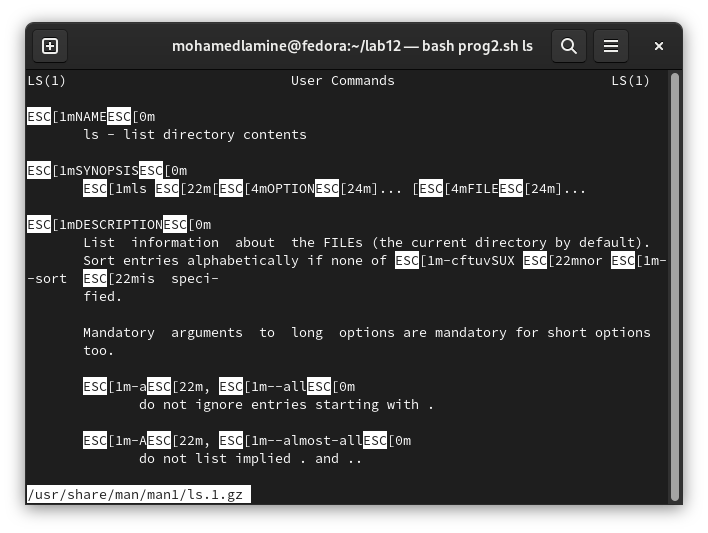 mohamedlamine@fedora:~/lab12 — bash prog2.sh ls
LS(1) User Commands LS(1)
ESC[1mNAMEESC[0m
ls - list directory contents
ESC[1mSYNOPSISESC[0m
ESC[1mls ESC[22m[ESC[4mOPTIONESC[24m]... [ESC[4mFILEESC[24m]...
ESC[1mDESCRIPTIONESC[0m
List information about the FILEs (the current directory by default).
Sort entries alphabetically if none of ESC[1m-cftuvSUX ESC[22mnor ESC[1m-
-sort ESC[22mis speci-
fied.
Mandatory arguments to long options are mandatory for short options
too.
ESC[1m-aESC[22m, ESC[1m--allESC[0m
do not ignore entries starting with .
ESC[1m-AESC[22m, ESC[1m--almost-allESC[0m
do not list implied . and ..
/usr/share/man/man1/ls.1.gz